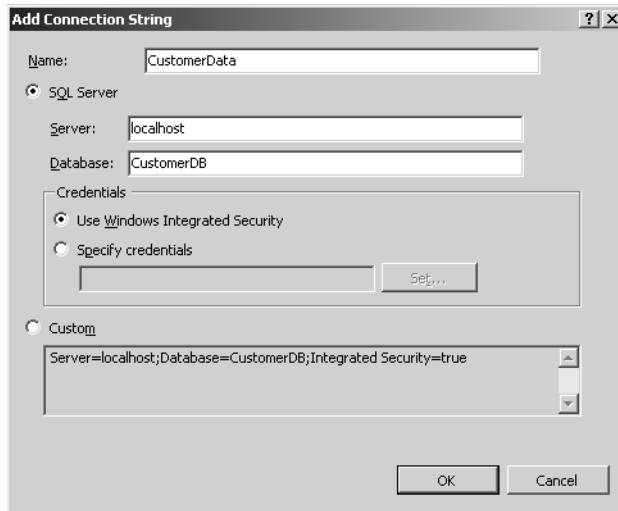 Add Connection String
Name: CustomerData
SQL Server
Server: localhost
Database: CustomerDB
Credentials
Use Windows Integrated Security
Specify credentials
Set...
Custom
Server=localhost;Database=CustomerDB;Integrated Security=true
OK Cancel